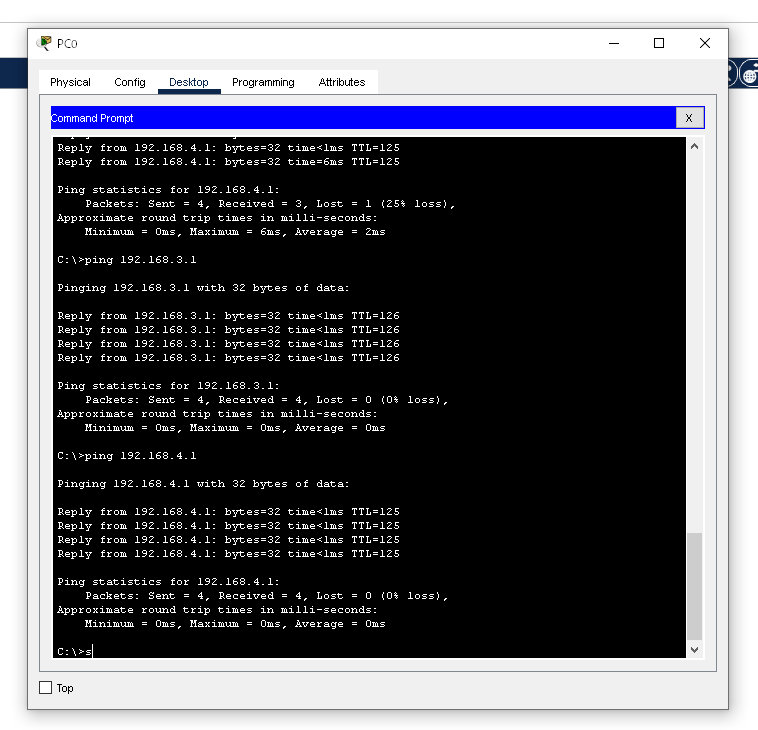 PC0
Physical Config Desktop Programming Attributes
Command Prompt X
Reply from 192.168.4.1: bytes=32 time<1ms TTL=125
Reply from 192.168.4.1: bytes=32 time=6ms TTL=125
Ping statistics for 192.168.4.1:
Packets: Sent = 4, Received = 3, Lost = 1 (25% loss),
Approximate round trip times in milli-seconds:
Minimum = 0ms, Maximum = 6ms, Average = 2ms
C:\>ping 192.168.3.1
Pinging 192.168.3.1 with 32 bytes of data:
Reply from 192.168.3.1: bytes=32 time<1ms TTL=126
Reply from 192.168.3.1: bytes=32 time<1ms TTL=126
Reply from 192.168.3.1: bytes=32 time<1ms TTL=126
Reply from 192.168.3.1: bytes=32 time<1ms TTL=126
Ping statistics for 192.168.3.1:
Packets: Sent = 4, Received = 4, Lost = 0 (0% loss),
Approximate round trip times in milli-seconds:
Minimum = 0ms, Maximum = 0ms, Average = 0ms
C:\>ping 192.168.4.1
Pinging 192.168.4.1 with 32 bytes of data:
Reply from 192.168.4.1: bytes=32 time<1ms TTL=125
Reply from 192.168.4.1: bytes=32 time<1ms TTL=125
Reply from 192.168.4.1: bytes=32 time<1ms TTL=125
Reply from 192.168.4.1: bytes=32 time<1ms TTL=125
Ping statistics for 192.168.4.1:
Packets: Sent = 4, Received = 4, Lost = 0 (0% loss),
Approximate round trip times in milli-seconds:
Minimum = 0ms, Maximum = 0ms, Average = 0ms
C:\>s
Top